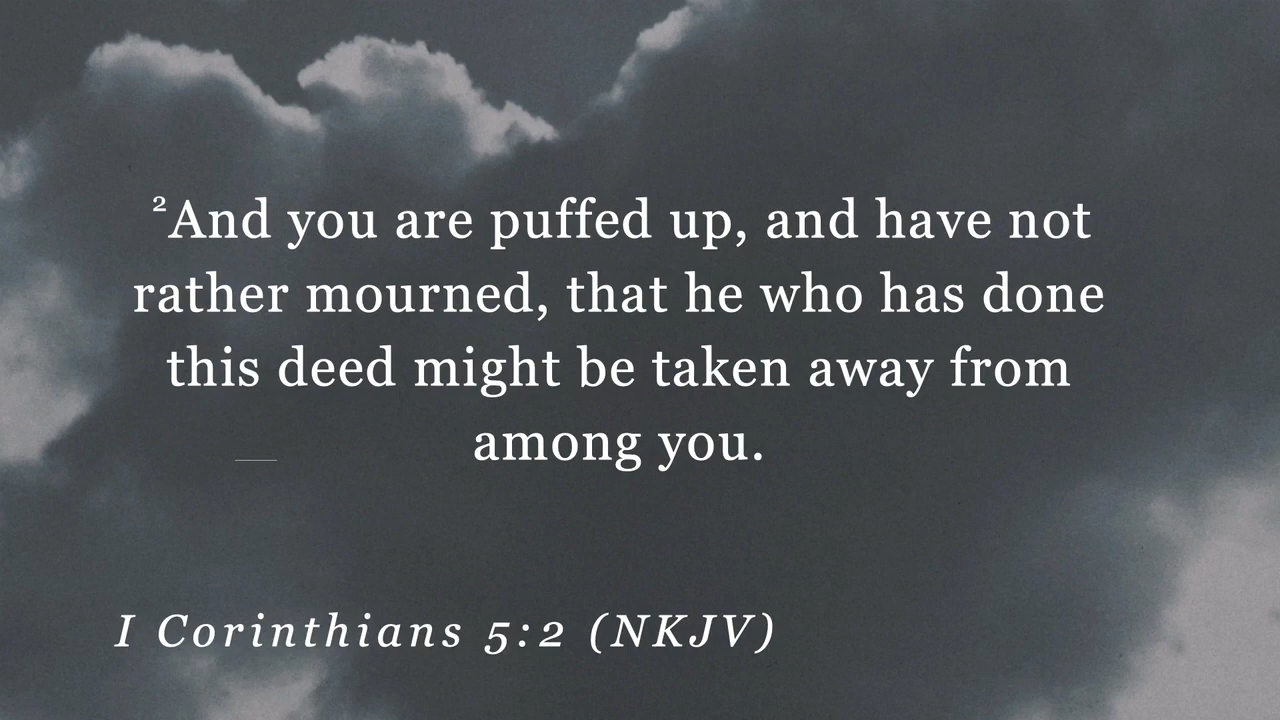 ²And you are puffed up, and have not
rather mourned, that he who has done
this deed might be taken away from
among you.
I Corinthians 5:2 (NKJV)